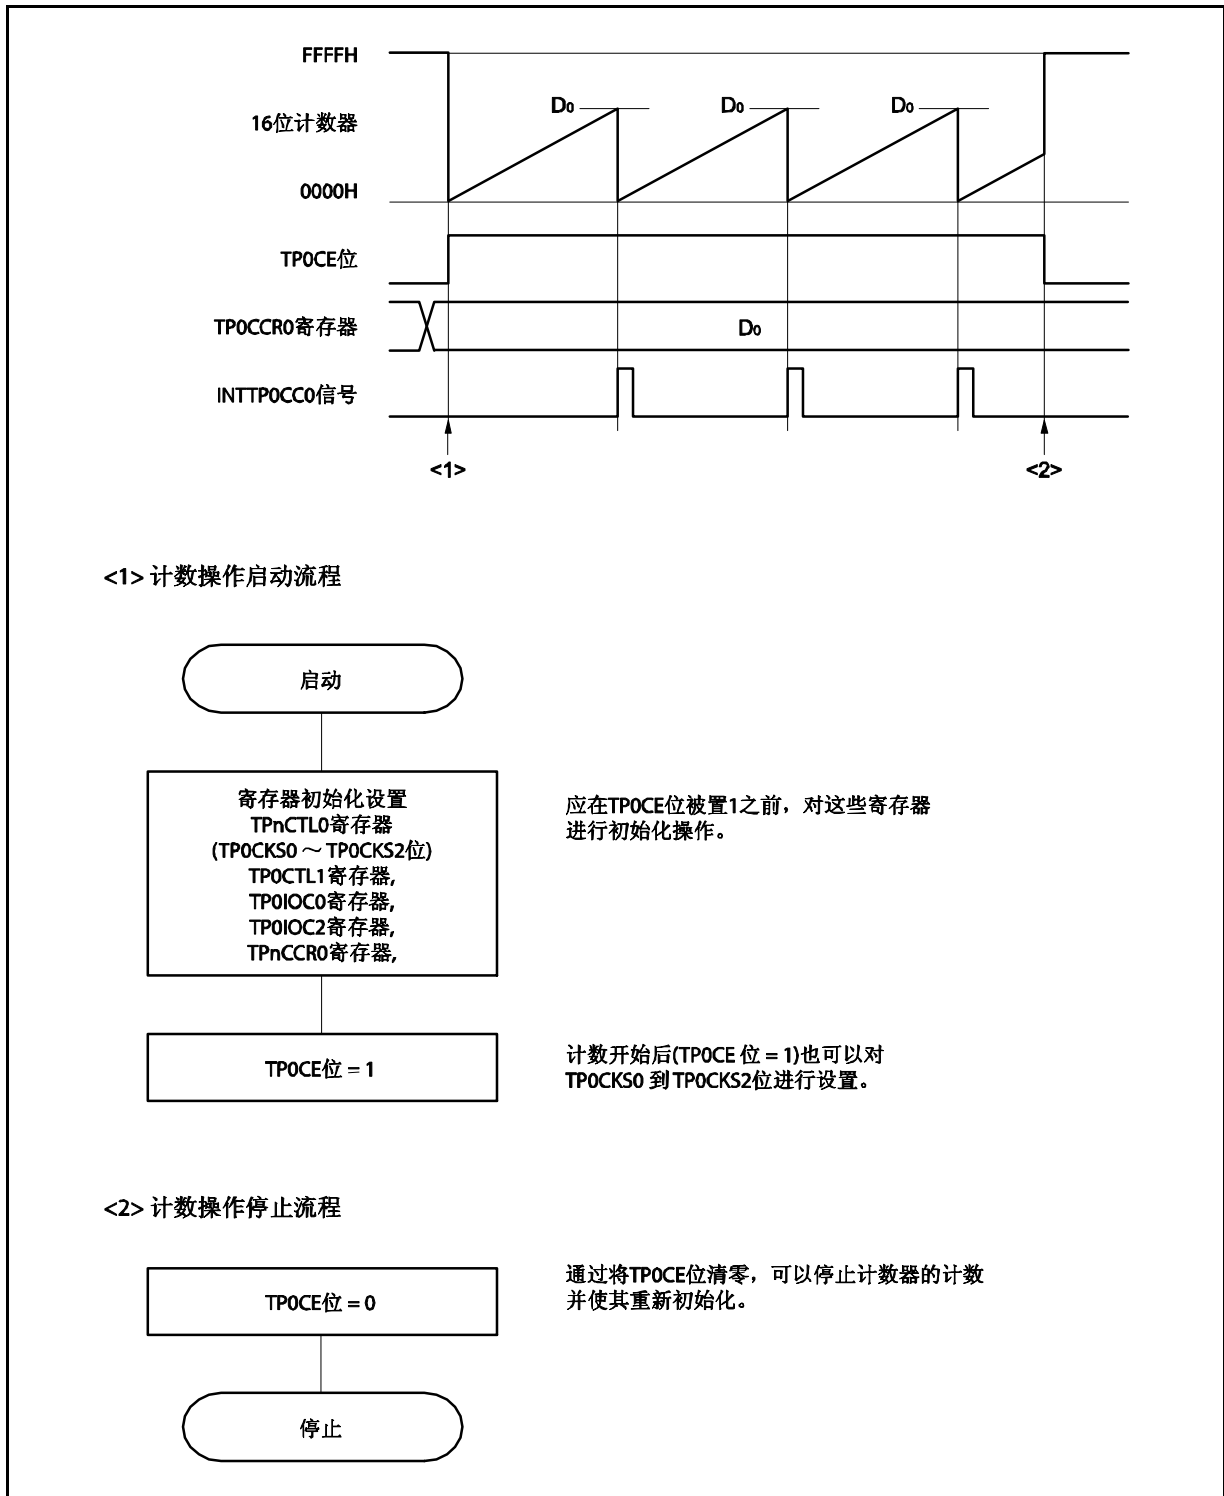 FFFFH
16位计数器
0000H
D0
D0
D0
TP0CE位
TP0CCR0寄存器
D0
INTTP0CC0信号
<1>
<2>
<1> 计数操作启动流程
启动
寄存器初始化设置
TPnCTL0寄存器
(TP0CKS0 ～ TP0CKS2位)
TP0CTL1寄存器,
TP0IOC0寄存器,
TP0IOC2寄存器,
TPnCCR0寄存器,
应在TP0CE位被置1之前，对这些寄存器
进行初始化操作。
TP0CE位 = 1
计数开始后(TP0CE 位 = 1)也可以对
TP0CKS0 到 TP0CKS2位进行设置。
<2> 计数操作停止流程
TP0CE位 = 0
通过将TP0CE位清零，可以停止计数器的计数
并使其重新初始化。
停止